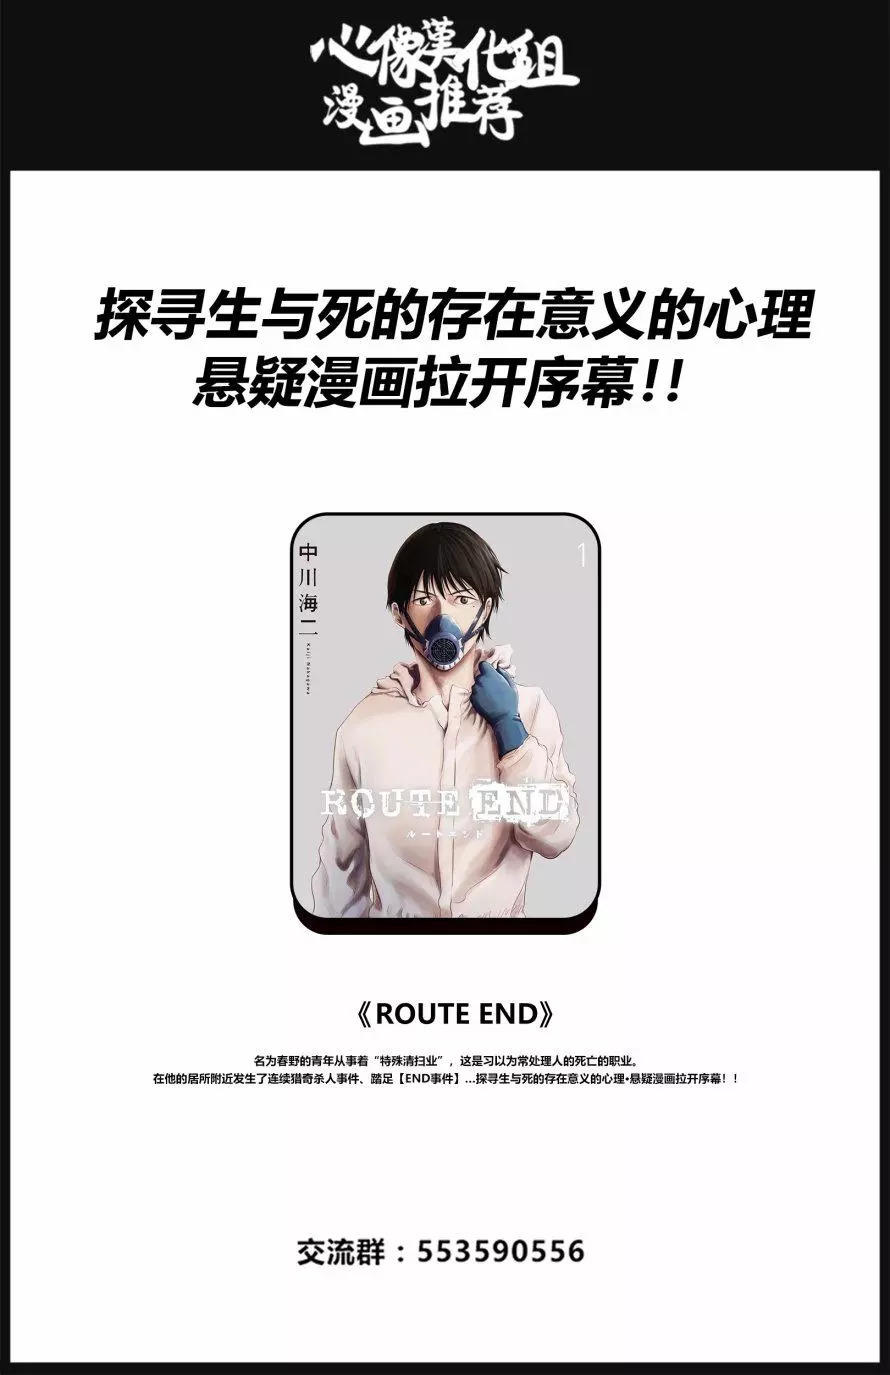 心像漢化组
漫画推荐
探寻生与死的存在意义的心理
悬疑漫画拉开序幕！！
中川海二
Kaiji Nakagawa
1
ROUTE END
ルートエンド
《ROUTE END》
名为春野的青年从事着“特殊清扫业”，这是习以为常处理人的死亡的职业。
在他的居所附近发生了连续猎奇杀人事件、踏足【END事件】...探寻生与死的存在意义的心理•悬疑漫画拉开序幕！！
交流群：553590556